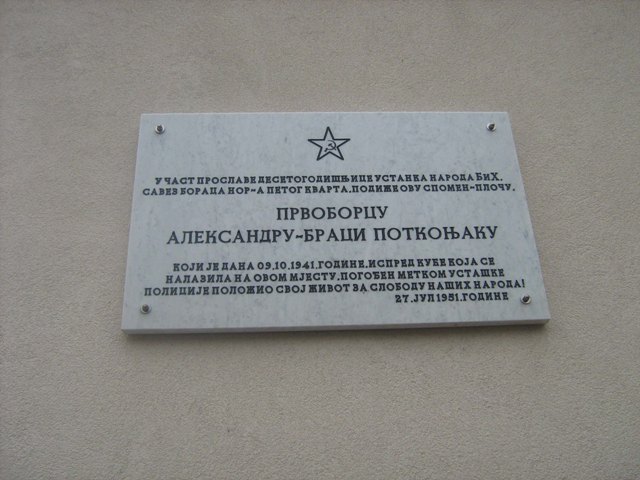 У ЧАСТ ПРОСЛАВЕ ДЕСЕТОГОДИШЊИЦЕ УСТАНКА НАРОДА БиХ.
САВЕЗ БОРАЦА НОР-А ПЕТОГ КВАРТА, ПОДИЖЕ ОВУ СПОМЕН-ПЛОЧУ.
ПРВОБОРЦУ
АЛЕКСАНДРУ-БРАЦИ ПОТКОЊАКУ
КОЈИ ЈЕ ДАНА 09.10.1941. ГОДИНЕ, ИСПРЕД КУЋЕ КОЈА СЕ
НАЛАЗИЛА НА ОВОМ МЈЕСТУ, ПОГОЂЕН МЕТКОМ УСТАШКЕ
ПОЛИЦИЈЕ ПОЛОЖИО СВОЈ ЖИВОТ ЗА СЛОБОДУ НАШИХ НАРОДА!
27. ЈУЛ 1951. ГОДИНЕ